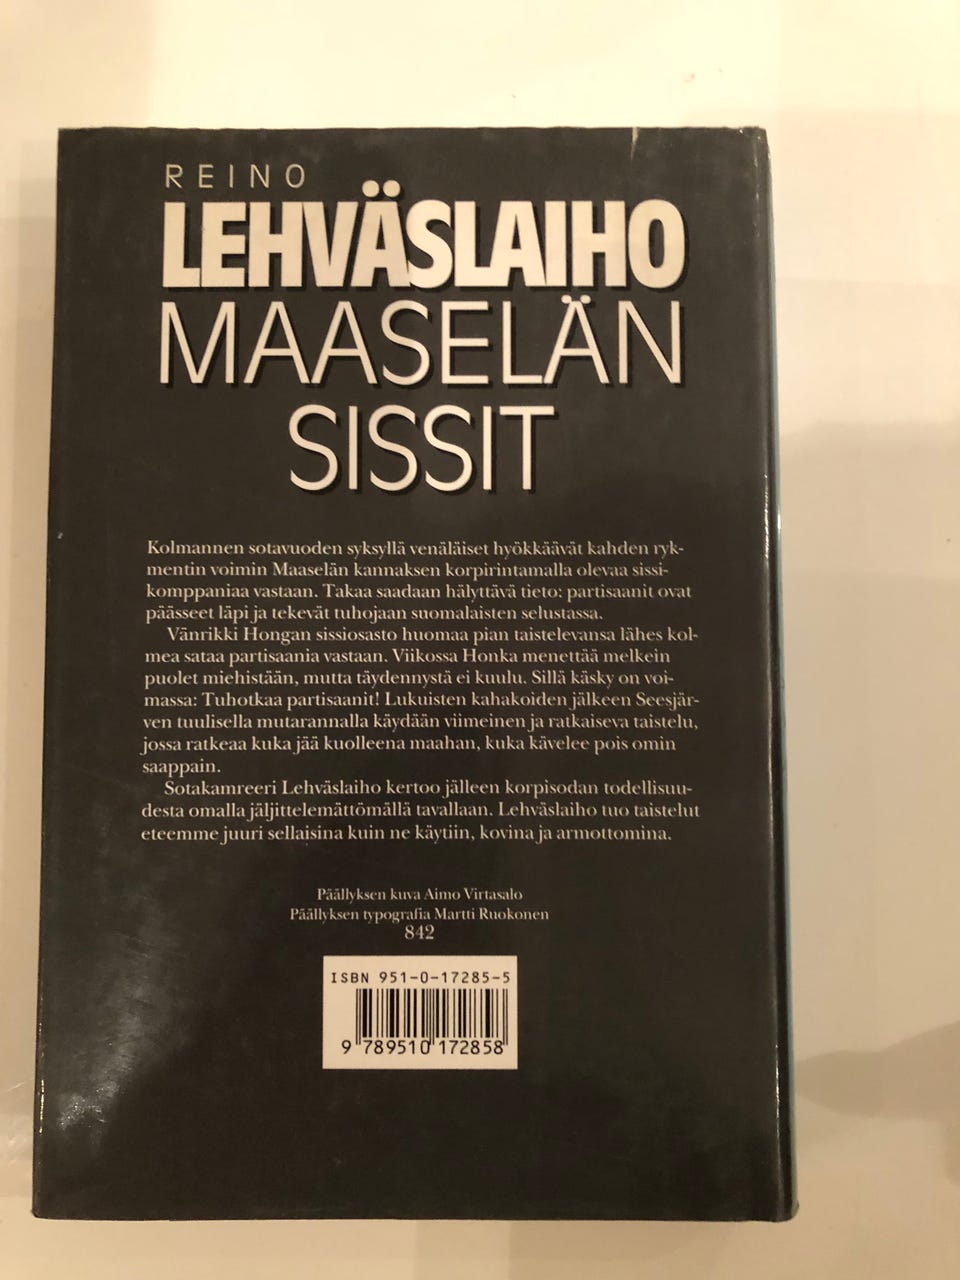 REINO
LEHVÄSLAIHO
MAASELÄN
SISSIT
Kolmannen sotavuoden syksyllä venäläiset hyökkäävät kahden ryk-
mentin voimin Maaselän kannaksen korpirintamalla olevaa sissi-
komppaniaa vastaan. Takaa saadaan hälyttävä tieto: partisaanit ovat
päässeet läpi ja tekevät tuhojaan suomalaisten selustassa.
Vänrikki Hongan sissiosasto huomaa pian taistelevansa lähes kol-
mea sataa partisaania vastaan. Viikossa Honka menettää melkein
puolet miehistään, mutta täydennystä ei kuulu. Sillä käsky on voi-
massa: Tuhotkaa partisaanit! Lukuisten kahakoiden jälkeen Seesjär-
ven tuulisella mutarannalla käydään viimeinen ja ratkaiseva taistelu,
jossa ratkeaa kuka jää kuolleena maahan, kuka kävelee pois omin
saappain.
Sotakamreeri Lehväslaiho kertoo jälleen korpisodan todellisuu-
desta omalla jäljittelemättömällä tavallaan. Lehväslaiho tuo taistelut
eteemme juuri sellaisina kuin ne käytiin, kovina ja armottomina.
Päällyksen kuva Aimo Virtasalo
Päällyksen typografia Martti Ruokonen
842
ISBN 951-0-17285-5
9 789510 172858